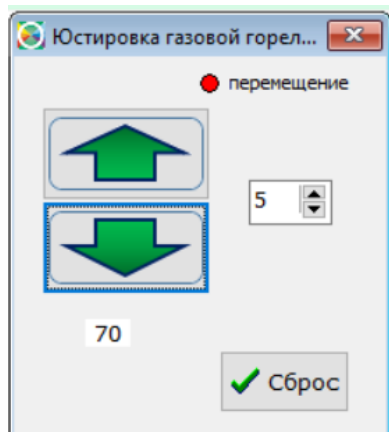 Юстировка газовой горел...
перемещение
5
70
Сброс